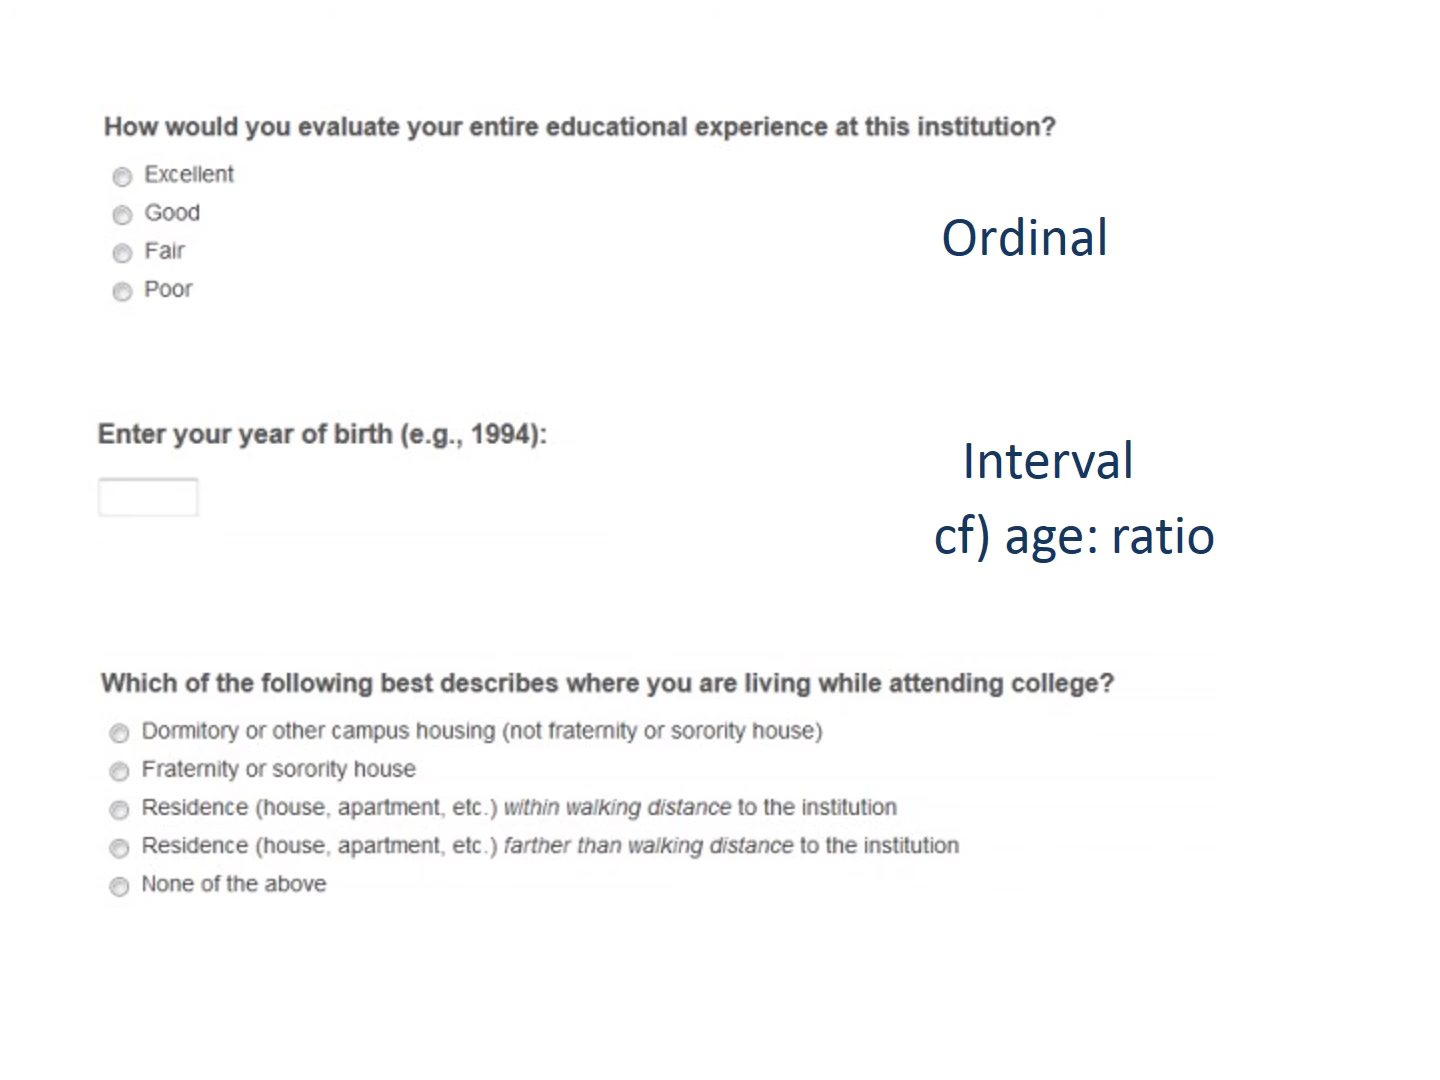 How would you evaluate your entire educational experience at this institution?
Excellent
Good
Fair
Poor
Ordinal
Enter your year of birth (e.g., 1994):
Interval
cf) age: ratio
Which of the following best describes where you are living while attending college?
Dormitory or other campus housing (not fraternity or sorority house)
Fraternity or sorority house
Residence (house, apartment, etc.) within walking distance to the institution
Residence (house, apartment, etc.) farther than walking distance to the institution
None of the above